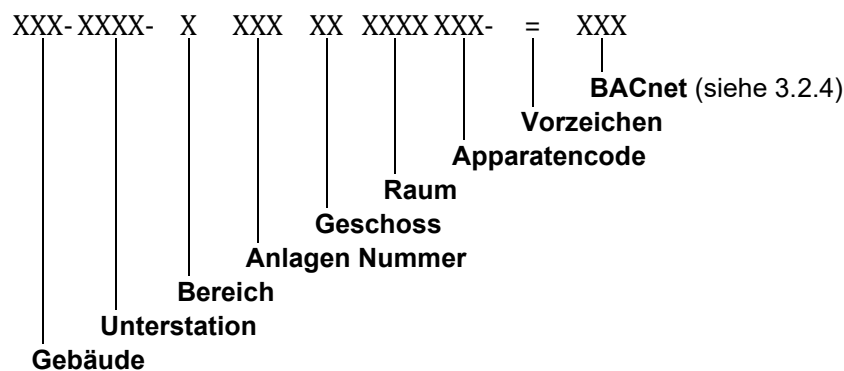 XXX- XXXX- X XXX XX XXXX XXX- = XXX
BACnet (siehe 3.2.4)
Vorzeichen
Apparatencode
Raum
Geschoss
Anlagen Nummer
Bereich
Unterstation
Gebäude